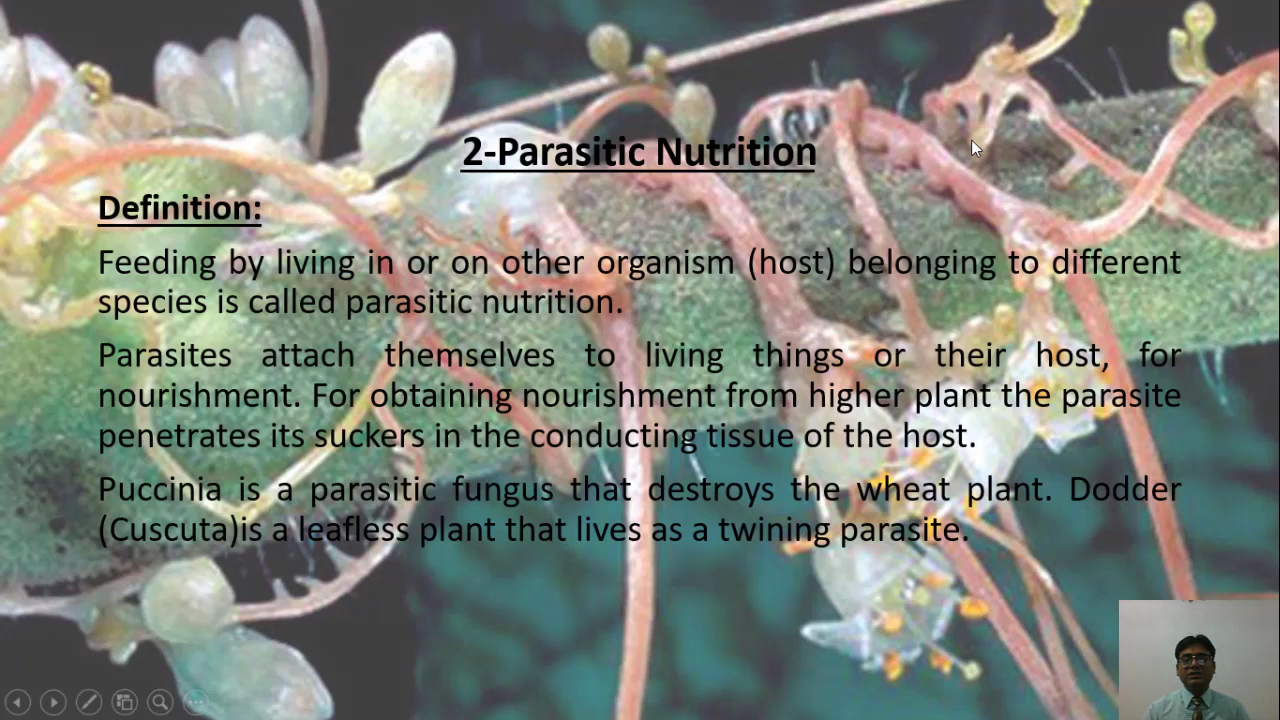 2-Parasitic Nutrition
Definition:
Feeding by living in or on other organism (host) belonging to different
species is called parasitic nutrition.
Parasites attach themselves to living things or their host, for
nourishment. For obtaining nourishment from higher plant the parasite
penetrates its suckers in the conducting tissue of the host.
Puccinia is a parasitic fungus that destroys the wheat plant. Dodder
(Cuscuta)is a leafless plant that lives as a twining parasite.